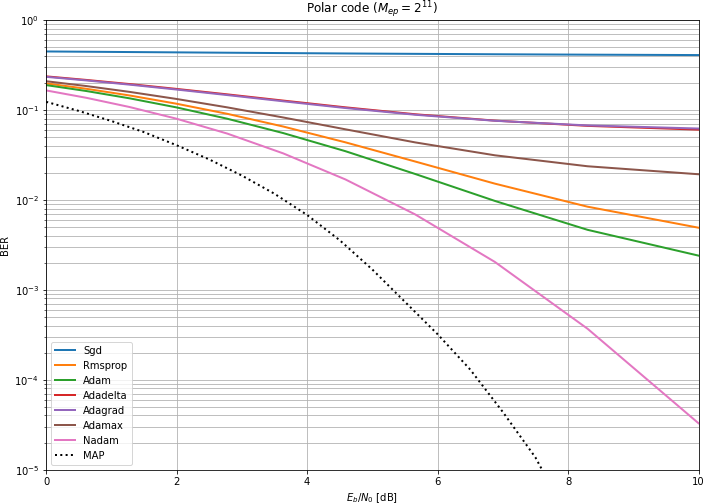 Polar code (M_ep = 2^11)
10^0
10^-1
10^-2
10^-3
10^-4
10^-5
BER
Sgd
Rmsprop
Adam
Adadelta
Adagrad
Adamax
Nadam
MAP
0 2 4 6 8 10
E_b/N_0 [dB]